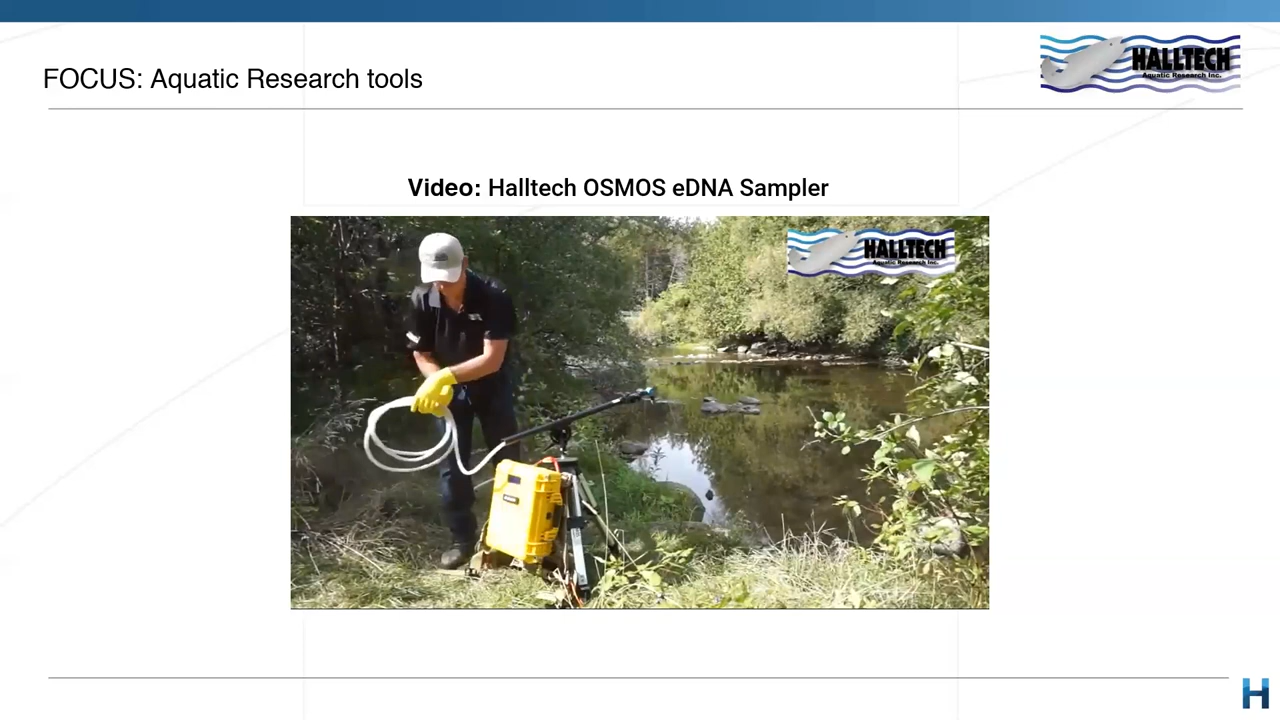 FOCUS: Aquatic Research tools
HALLTECH
Aquatic Research Inc.
Video: Halltech OSMOS eDNA Sampler
HALLTECH
Aquatic Research Inc.
H